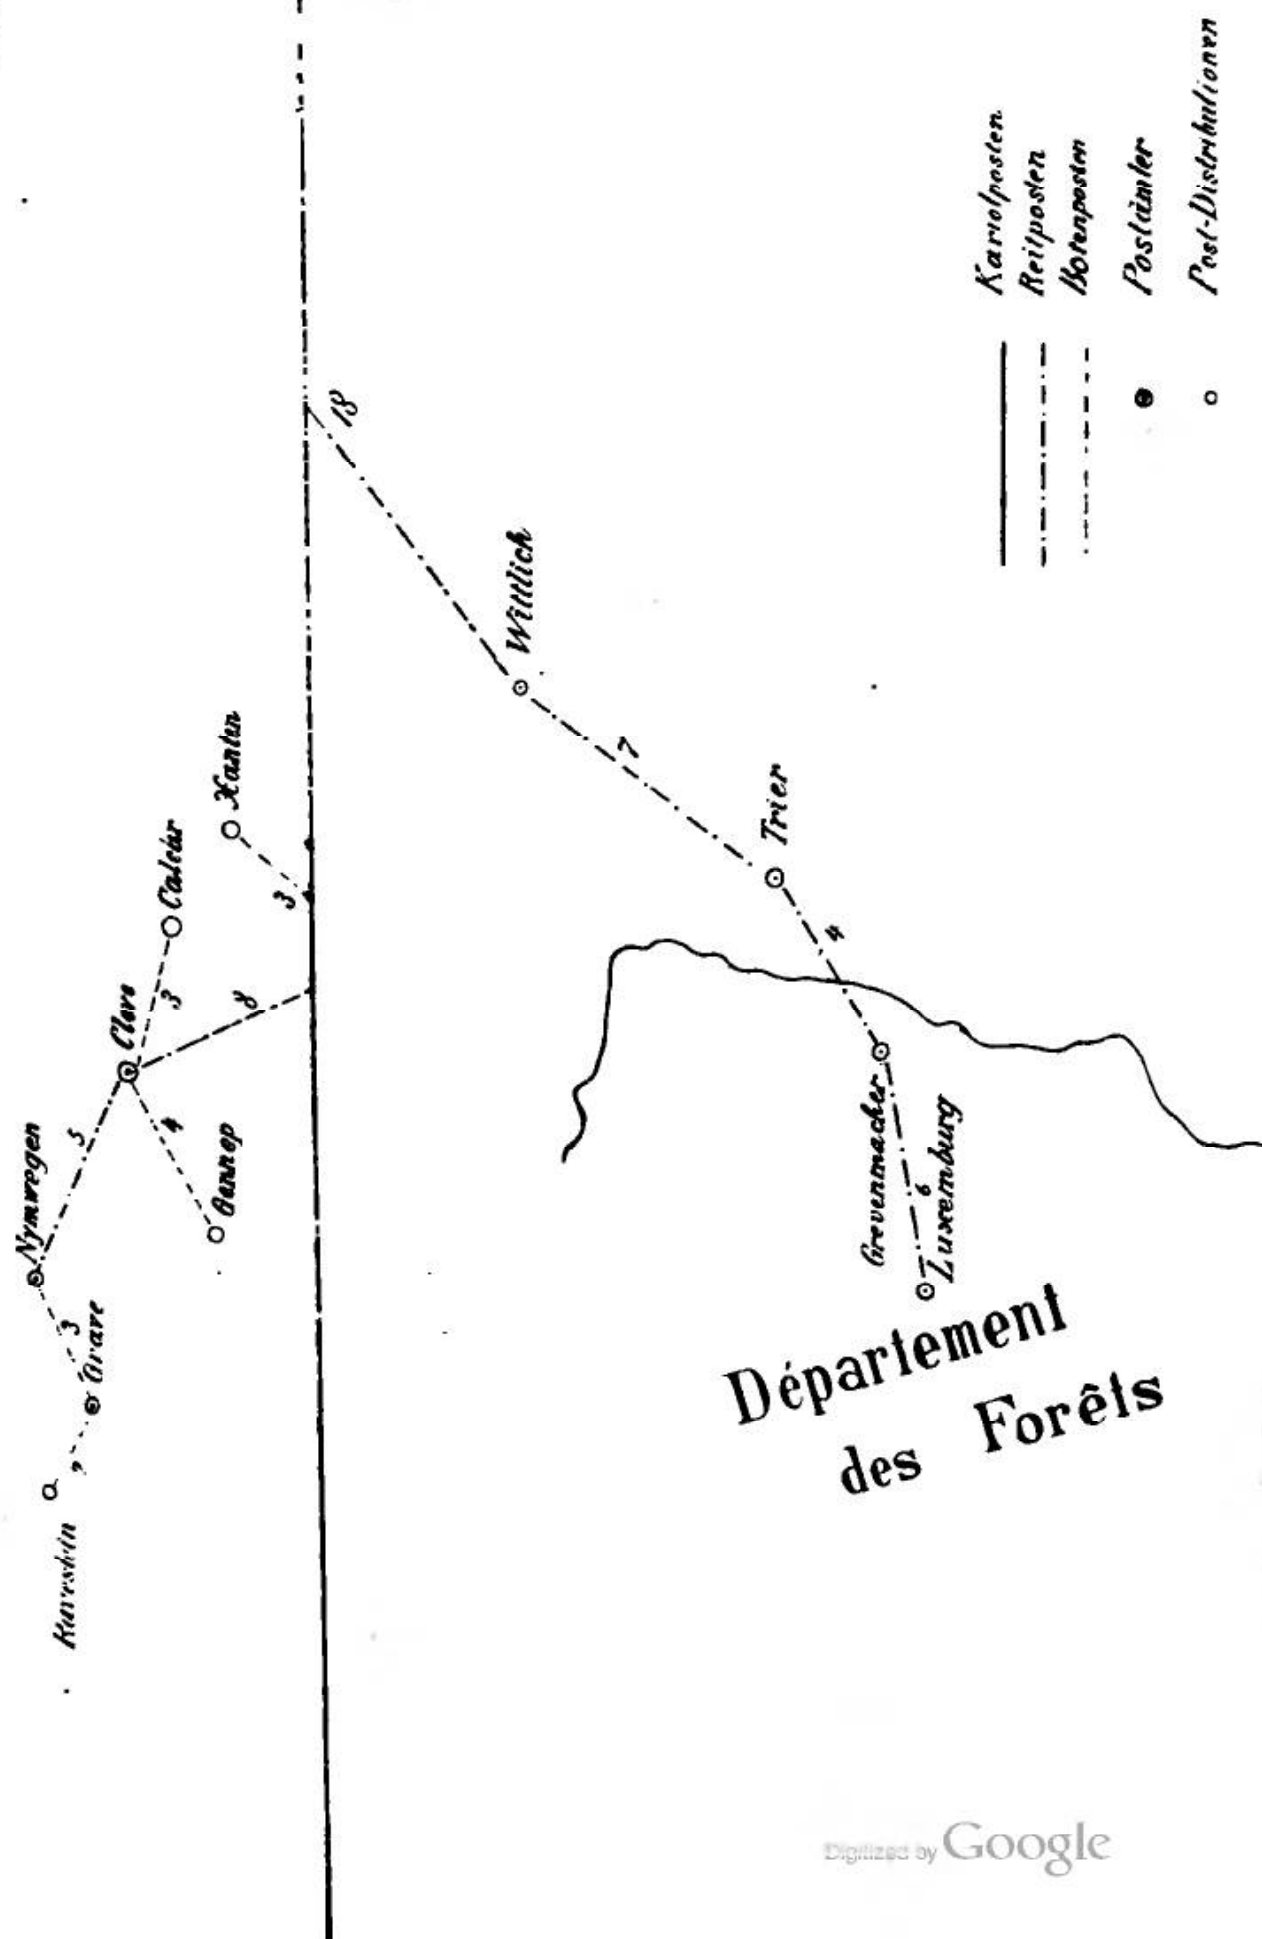 Nymwegen
5
Cleve
3
Calcar
Xanten
3
8
4
Gennep
3
Grave
18
Wittlich
7
Trier
4
Grevenmacher
6
Luxemburg
Département
des Forêts
Kariolposten
Reitposten
Botenposten
Postämter
Post-Distributionen
Digitized by Google